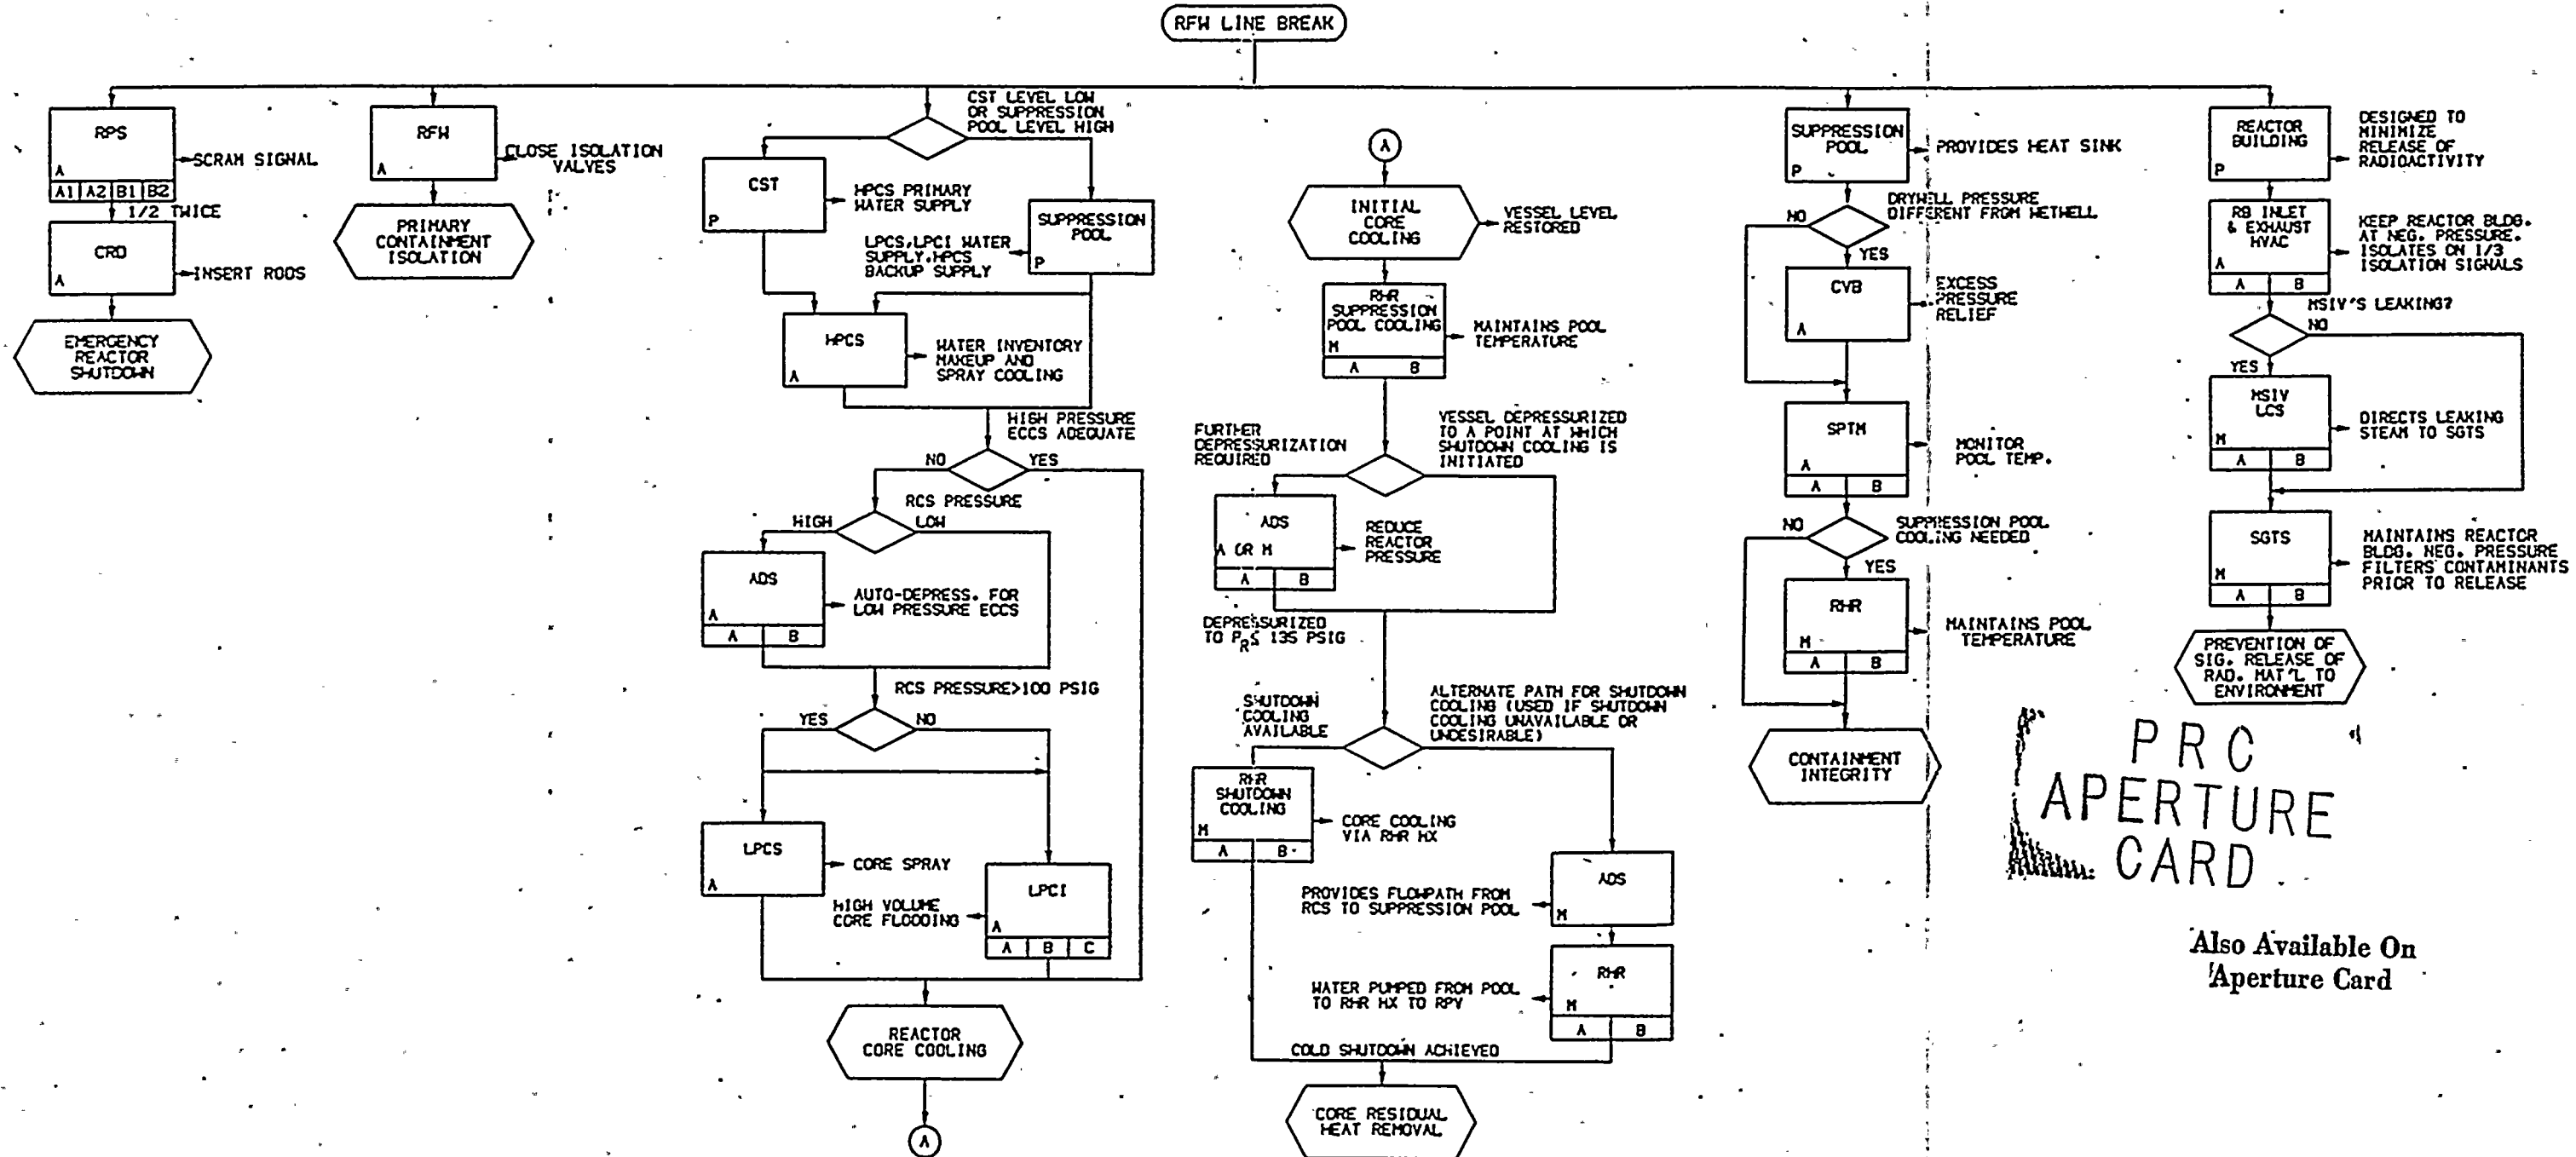 RFW LINE BREAK
RPS
A
A1 A2 B1 B2
SCRAM SIGNAL
1/2 TWICE
CRD
A
INSERT RODS
EMERGENCY
REACTOR
SHUTDOWN
RFW
A
CLOSE ISOLATION
VALVES
PRIMARY
CONTAINMENT
ISOLATION
CST LEVEL LOW
OR SUPPRESSION
POOL LEVEL HIGH
CST
P
HPCS PRIMARY
WATER SUPPLY
SUPPRESSION
POOL
P
LPCS,LPCI WATER
SUPPLY,HPCS
BACKUP SUPPLY
HPCS
A
WATER INVENTORY
MAKEUP AND
SPRAY COOLING
HIGH PRESSURE
ECCS ADEQUATE
NO
YES
RCS PRESSURE
HIGH
LOW
ADS
A
A B
AUTO-DEPRESS. FOR
LOW PRESSURE ECCS
RCS PRESSURE>100 PSIG
YES
NO
LPCS
A
CORE SPRAY
LPCI
A
A B C
HIGH VOLUME
CORE FLOODING
REACTOR
CORE COOLING
A
A
INITIAL
CORE
COOLING
VESSEL LEVEL
RESTORED
RHR
SUPPRESSION
POOL COOLING
M
A B
MAINTAINS POOL
TEMPERATURE
FURTHER
DEPRESSURIZATION
REQUIRED
VESSEL DEPRESSURIZED
TO A POINT AT WHICH
SHUTDOWN COOLING IS
INITIATED
ADS
A OR M
A B
REDUCE
REACTOR
PRESSURE
DEPRESSURIZED
TO PR≤ 135 PSIG
SHUTDOWN
COOLING
AVAILABLE
ALTERNATE PATH FOR SHUTDOWN
COOLING (USED IF SHUTDOWN
COOLING UNAVAILABLE OR
UNDESIRABLE)
RHR
SHUTDOWN
COOLING
M
A B
CORE COOLING
VIA RHR HX
ADS
M
PROVIDES FLOWPATH FROM
RCS TO SUPPRESSION POOL
RHR
M
A B
WATER PUMPED FROM POOL
TO RHR HX TO RPV
COLD SHUTDOWN ACHIEVED
CORE RESIDUAL
HEAT REMOVAL
SUPPRESSION
POOL
P
PROVIDES HEAT SINK
DRYWELL PRESSURE
DIFFERENT FROM WETWELL
NO
YES
CVB
A
EXCESS
PRESSURE
RELIEF
SPTM
A
A B
MONITOR
POOL TEMP.
NO
SUPPRESSION POOL
COOLING NEEDED
YES
RHR
M
A B
MAINTAINS POOL
TEMPERATURE
CONTAINMENT
INTEGRITY
REACTOR
BUILDING
P
DESIGNED TO
MINIMIZE
RELEASE OF
RADIOACTIVITY
RB INLET
& EXHAUST
HVAC
A
A B
KEEP REACTOR BLDG.
AT NEG. PRESSURE.
ISOLATES ON 1/3
ISOLATION SIGNALS
MSIV'S LEAKING?
NO
YES
MSIV
LCS
M
A B
DIRECTS LEAKING
STEAM TO SGTS
SGTS
M
A B
MAINTAINS REACTOR
BLDG. NEG. PRESSURE
FILTERS CONTAMINANTS
PRIOR TO RELEASE
PREVENTION OF
SIG. RELEASE OF
RAD. MAT'L TO
ENVIRONMENT
PRC
APERTURE
CARD
Also Available On
Aperture Card